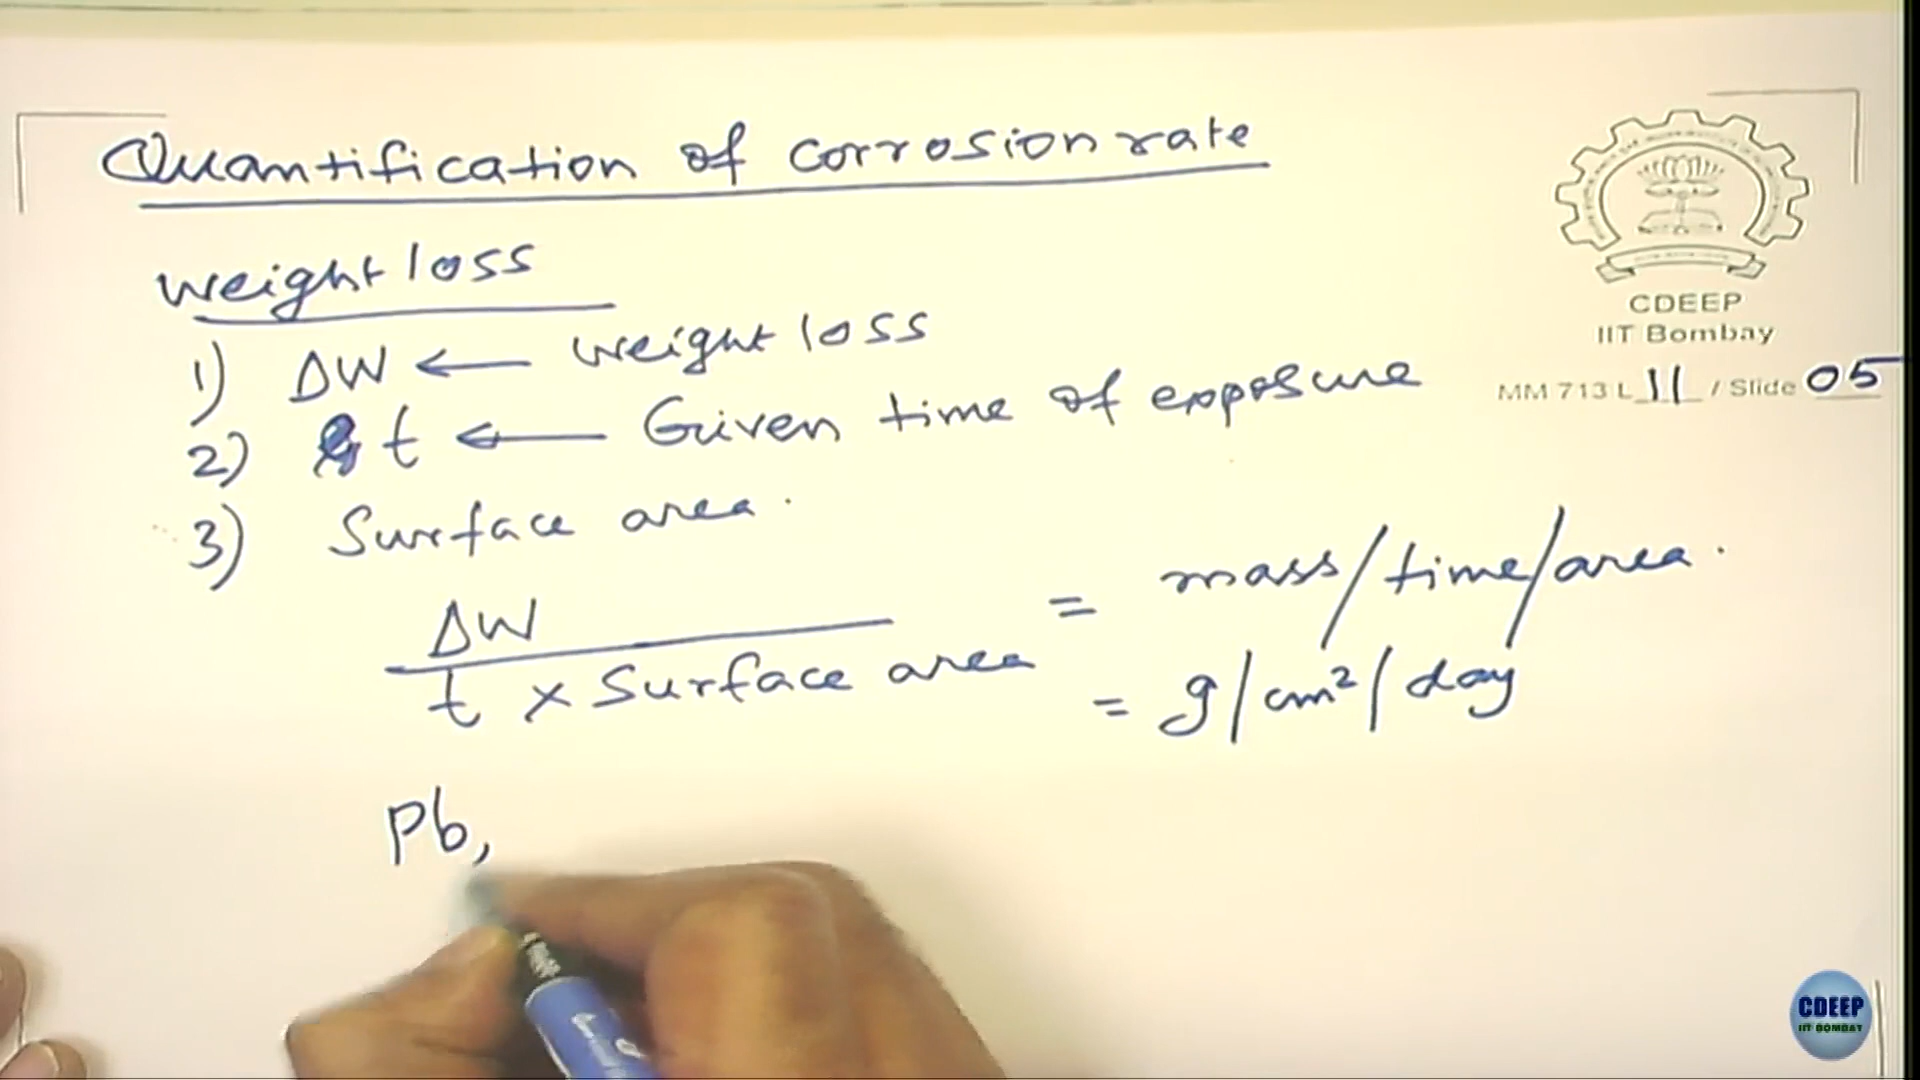 Quantification of corrosion rate
Weight loss
1) ΔW ← weight loss
2) t ← Given time of exposure
3) Surface area.
ΔW / t × Surface area = mass/time/area.
= g/cm²/day
Pb,
CDEEP
IIT Bombay
MM 713 L 11 / Slide 05
CDEEP
IIT BOMBAY